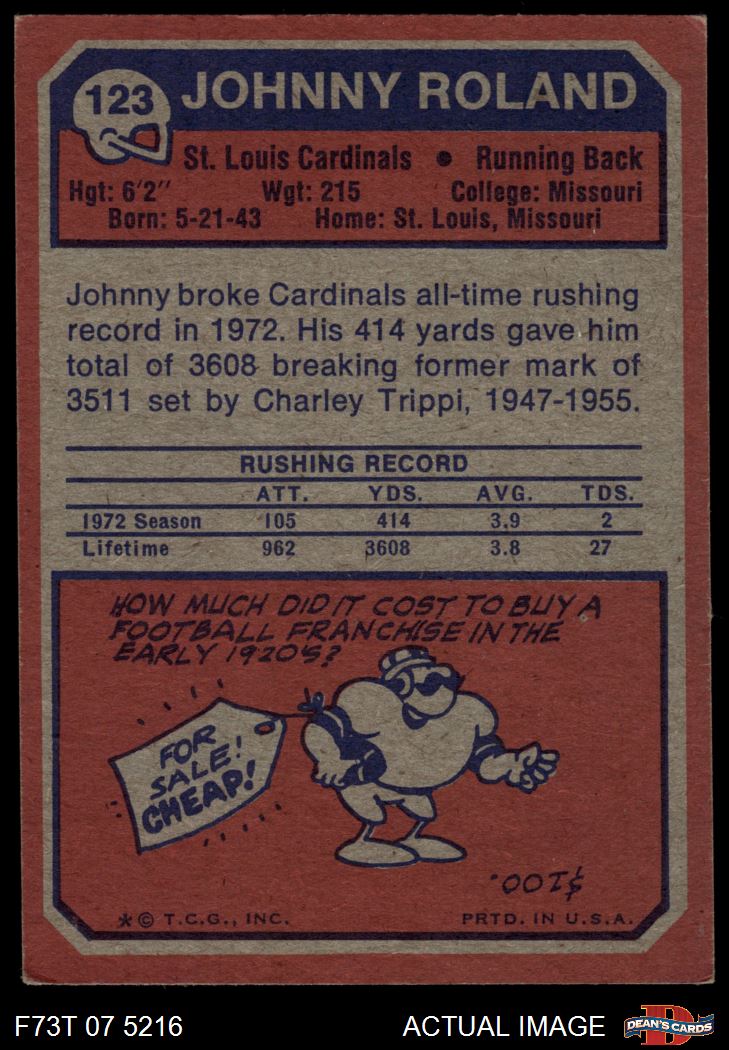 123
JOHNNY ROLAND
St. Louis Cardinals • Running Back
Hgt: 6'2" Wgt: 215 College: Missouri
Born: 5-21-43 Home: St. Louis, Missouri
Johnny broke Cardinals all-time rushing
record in 1972. His 414 yards gave him
total of 3608 breaking former mark of
3511 set by Charley Trippi, 1947-1955.
RUSHING RECORD
ATT. YDS. AVG. TDS.
1972 Season 105 414 3.9 2
Lifetime 962 3608 3.8 27
HOW MUCH DID IT COST TO BUY A
FOOTBALL FRANCHISE IN THE
EARLY 1920'S?
FOR
SALE!
CHEAP!
$100.
* © T.C.G., INC. PRTD. IN U.S.A.
F73T 07 5216 ACTUAL IMAGE D
DEAN'S CARDS